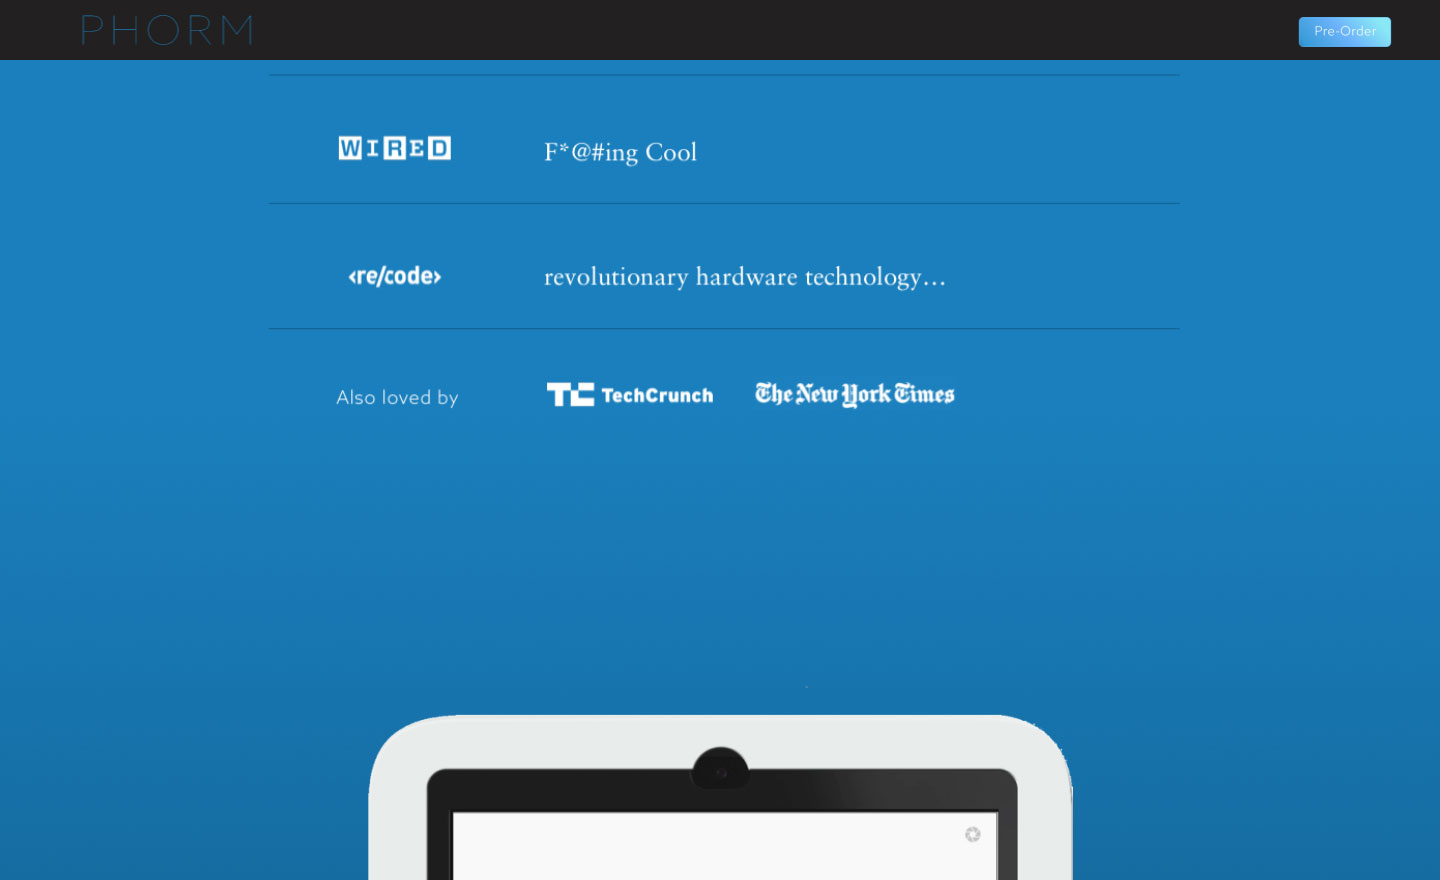 PHORM
Pre-Order
WIRED
F*@#ing Cool
<re/code>
revolutionary hardware technology...
Also loved by
TC TechCrunch
The New York Times